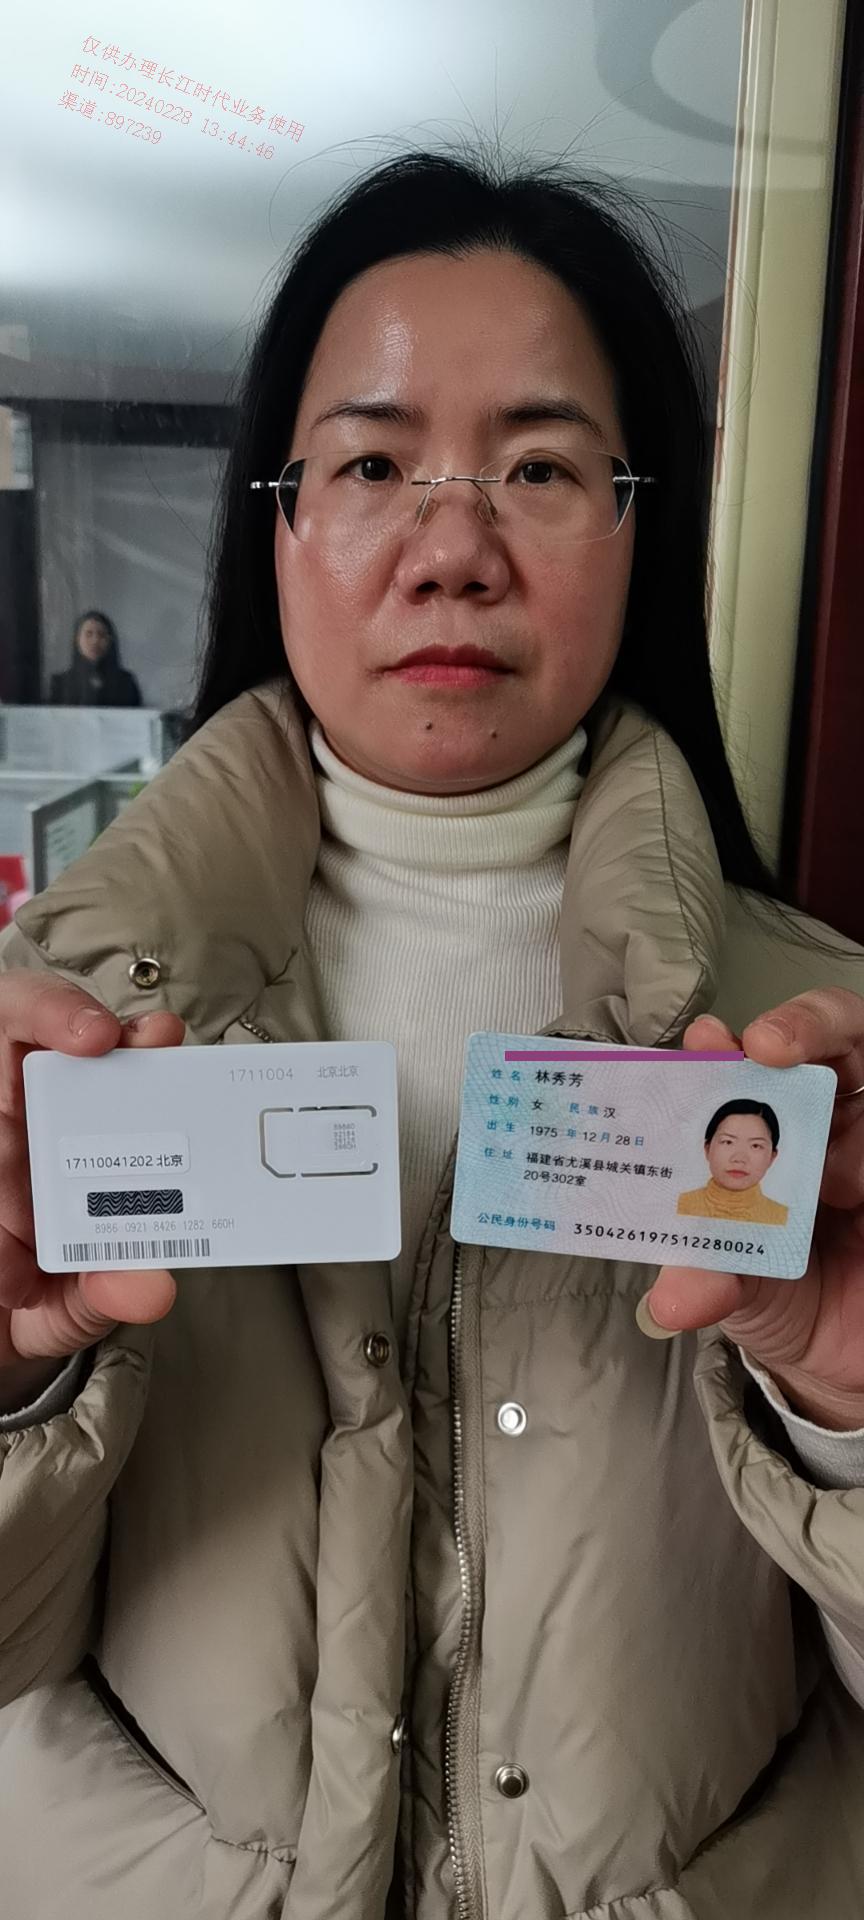 仅供办理长江时代业务使用
时间:20240228 13:44:46
渠道:897239
1711004 北京北京
17110041202 北京
8986 0921 8426 1282 660H
姓名 林秀芳
性别 女 民族 汉
出生 1975 年 12 月 28 日
住址 福建省尤溪县城关镇东街
20号302室
公民身份号码 350426197512280024